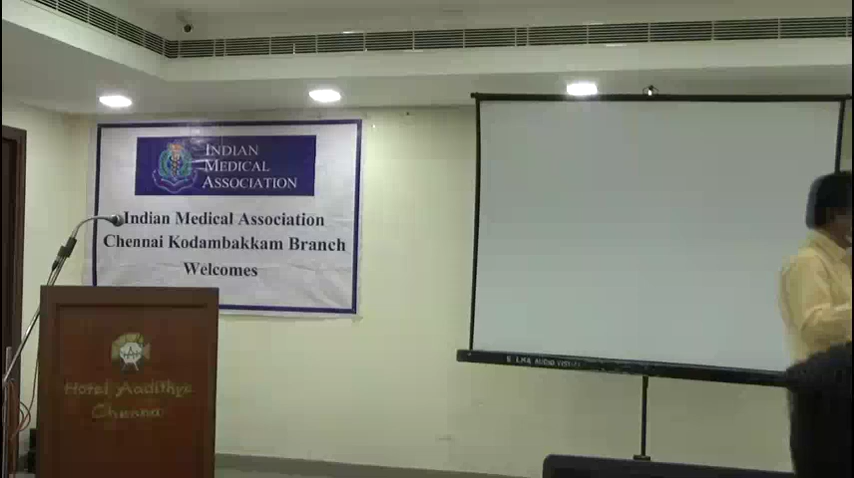 INDIAN
MEDICAL
ASSOCIATION
Indian Medical Association
Chennai Kodambakkam Branch
Welcomes
Hotel Aadithya
Chennai